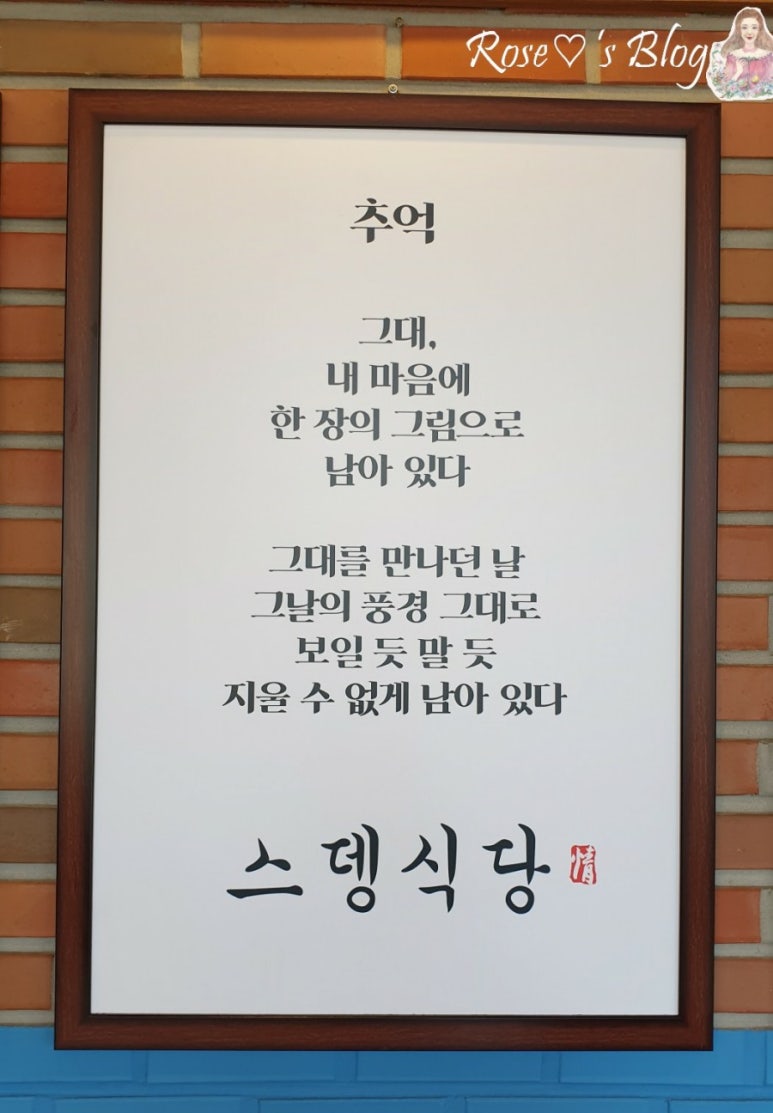 Rose♡'s Blog
추억
그대,
내 마음에
한 장의 그림으로
남아 있다
그대를 만나던 날
그날의 풍경 그대로
보일 듯 말 듯
지울 수 없게 남아 있다
스뎅식당 情